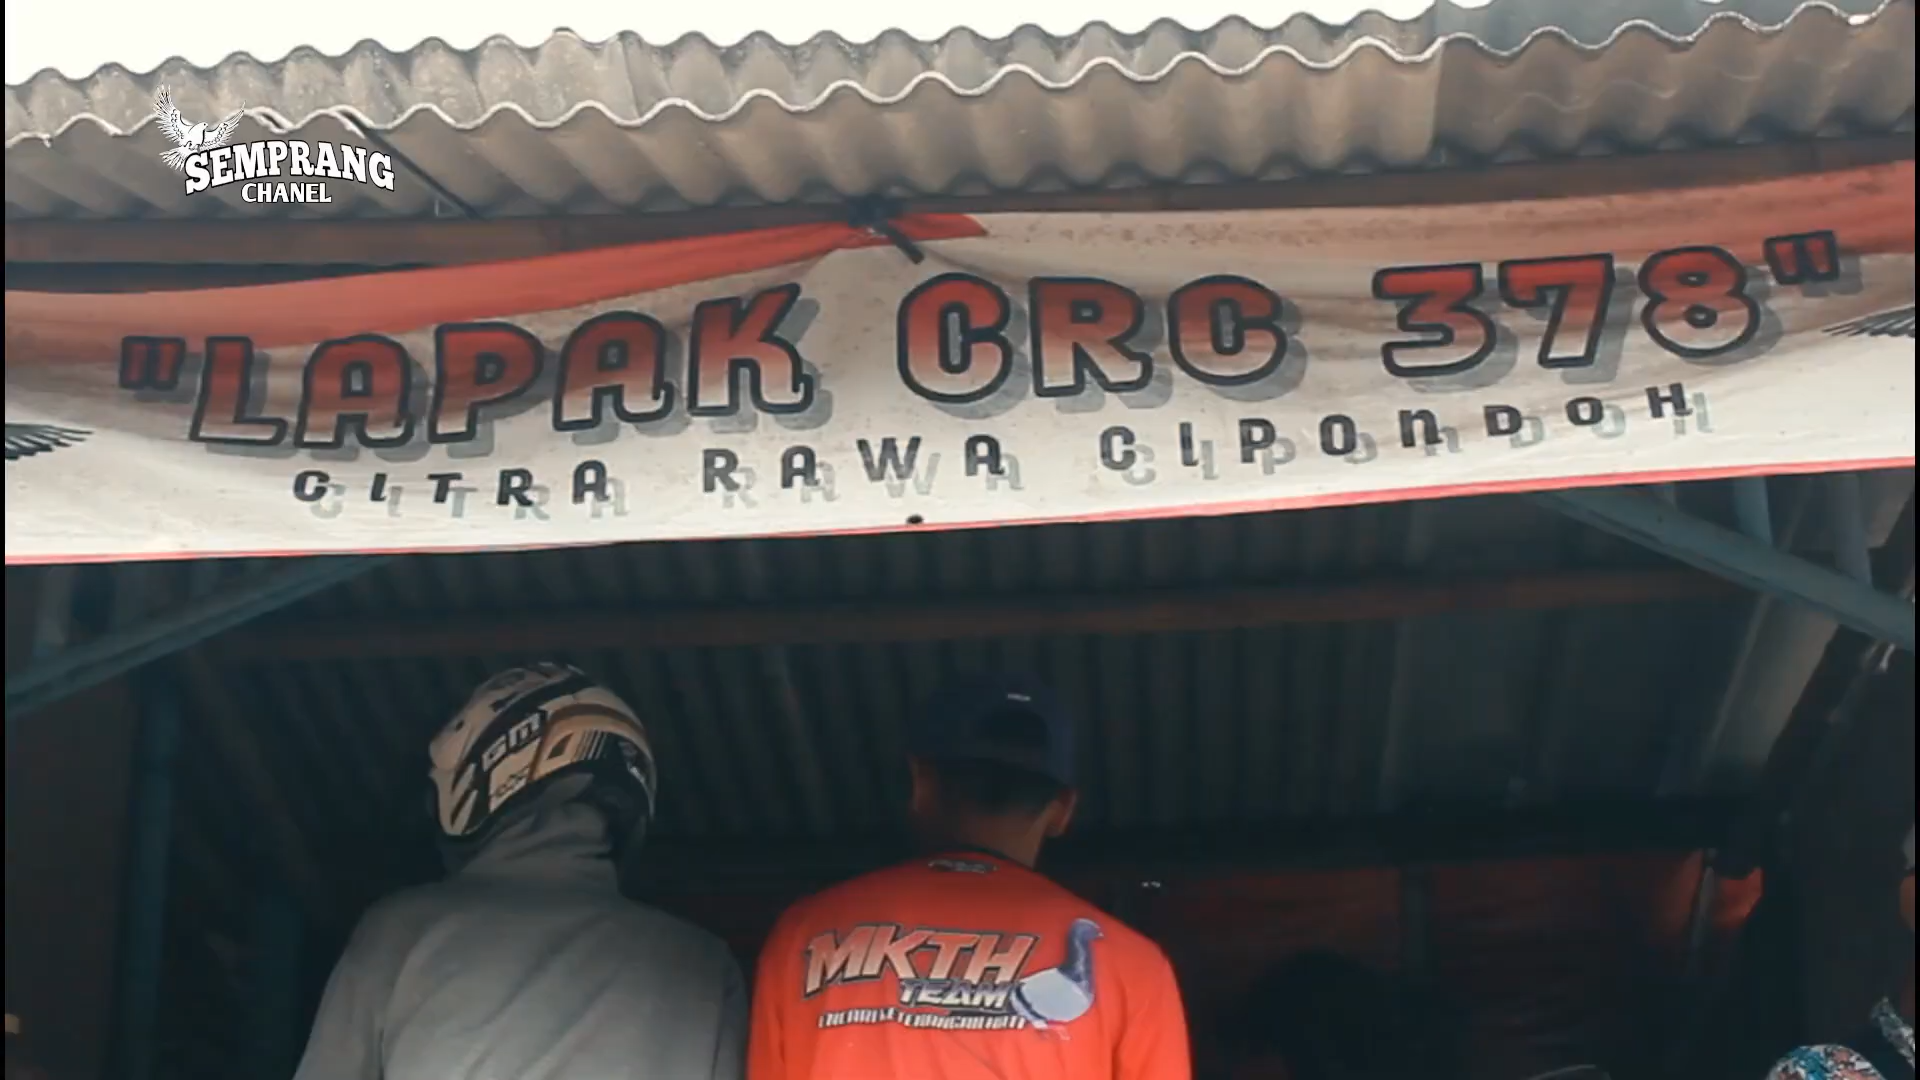 SEMPRANG
CHANEL
"LAPAK CRC 378"
CITRA RAWA CIPONDOH
GM
MKTH
TEAM